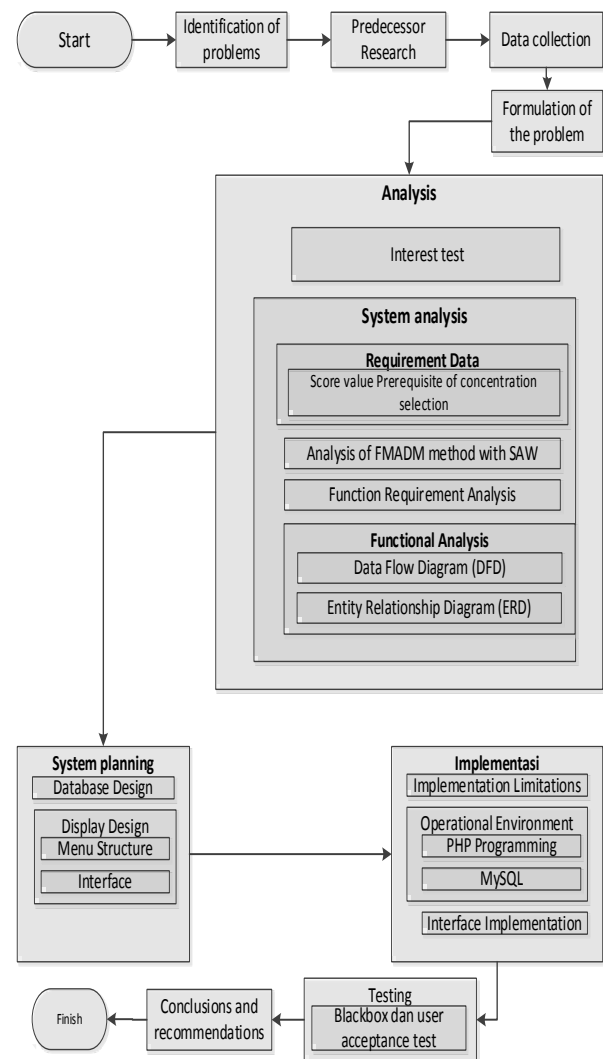 Start
Identification of
problems
Predecessor
Research
Data collection
Formulation of
the problem
Analysis
Interest test
System analysis
Requirement Data
Score value Prerequisite of concentration
selection
Analysis of FMADM method with SAW
Function Requirement Analysis
Functional Analysis
Data Flow Diagram (DFD)
Entity Relationship Diagram (ERD)
System planning
Database Design
Display Design
Menu Structure
Interface
Implementasi
Implementation Limitations
Operational Environment
PHP Programming
MySQL
Interface Implementation
Testing
Blackbox dan user
acceptance test
Conclusions and
recommendations
Finish